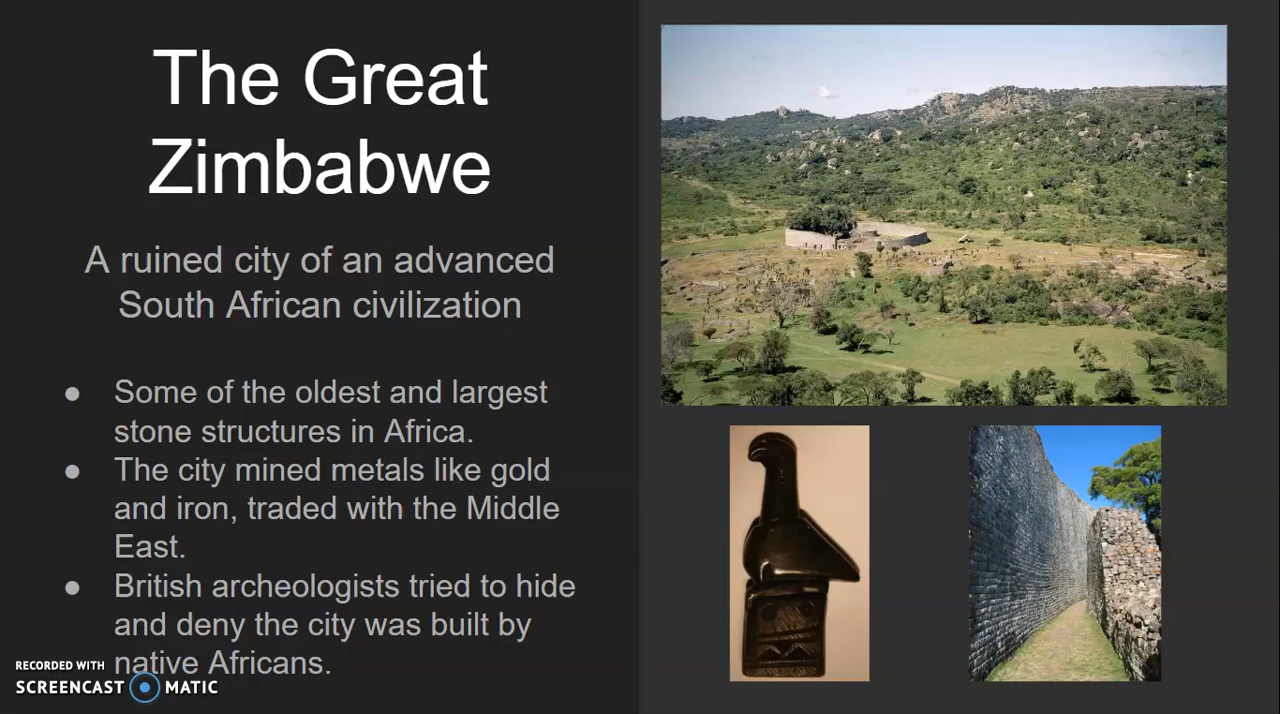 The Great
Zimbabwe
A ruined city of an advanced
South African civilization
● Some of the oldest and largest
stone structures in Africa.
● The city mined metals like gold
and iron, traded with the Middle
East.
● British archeologists tried to hide
and deny the city was built by
native Africans.
RECORDED WITH
SCREENCAST MATIC